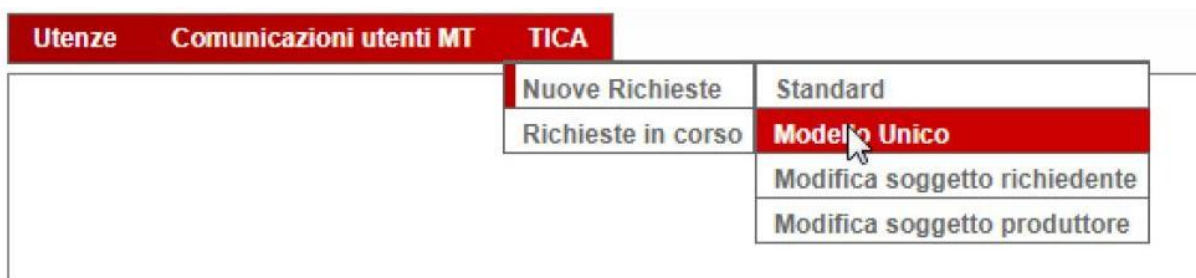 Utenze Comunicazioni utenti MT TICA
Nuove Richieste Standard
Richieste in corso Modello Unico
Modifica soggetto richiedente
Modifica soggetto produttore